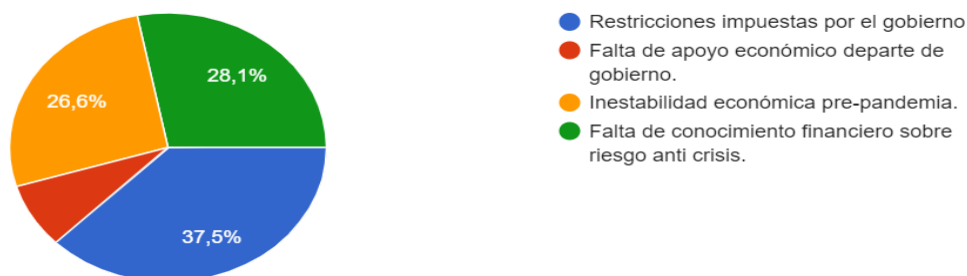 28,1%
26,6%
37,5%
Restricciones impuestas por el gobierno
Falta de apoyo económico departe de
gobierno.
Inestabilidad económica pre-pandemia.
Falta de conocimiento financiero sobre
riesgo anti crisis.